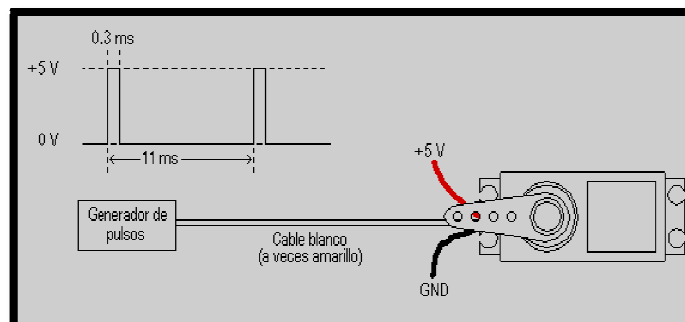 0.3 ms
+5 V
0 V
11 ms
+5 V
Generador de
pulsos
Cable blanco
(a veces amarillo)
GND